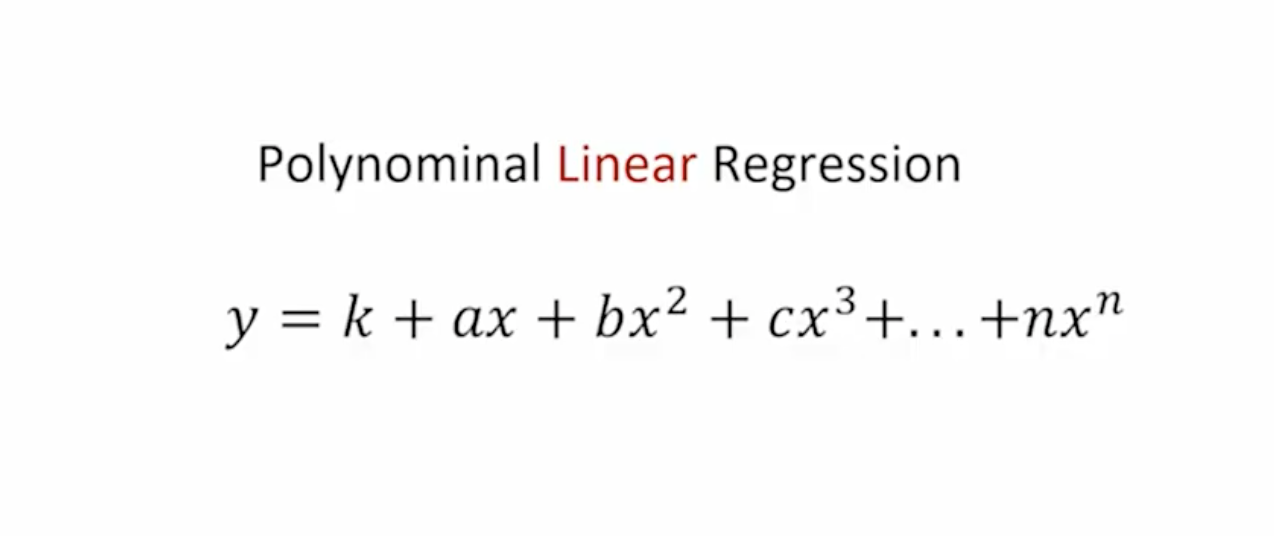 Polynominal Linear Regression
y = k + ax + bx² + cx³+...+nxⁿ